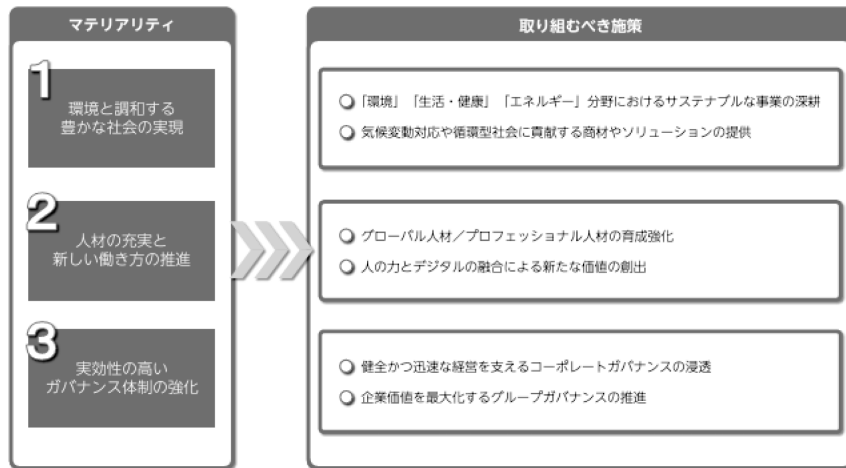 マテリアリティ
取り組むべき施策
1
環境と調和する
豊かな社会の実現
○「環境」「生活・健康」「エネルギー」分野におけるサステナブルな事業の深耕
○ 気候変動対応や循環型社会に貢献する商材やソリューションの提供
2
人材の充実と
新しい働き方の推進
○ グローバル人材／プロフェッショナル人材の育成強化
○ 人の力とデジタルの融合による新たな価値の創出
3
実効性の高い
ガバナンス体制の強化
○ 健全かつ迅速な経営を支えるコーポレートガバナンスの浸透
○ 企業価値を最大化するグループガバナンスの推進